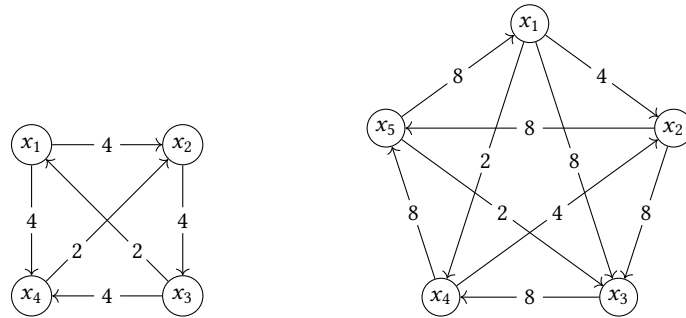 x₁
8
4
x₁ 4 x₂
x₅ 8 x₂
2 8
4 4
8 2 4 8
2 2
x₄ 4 x₃
x₄ 8 x₃